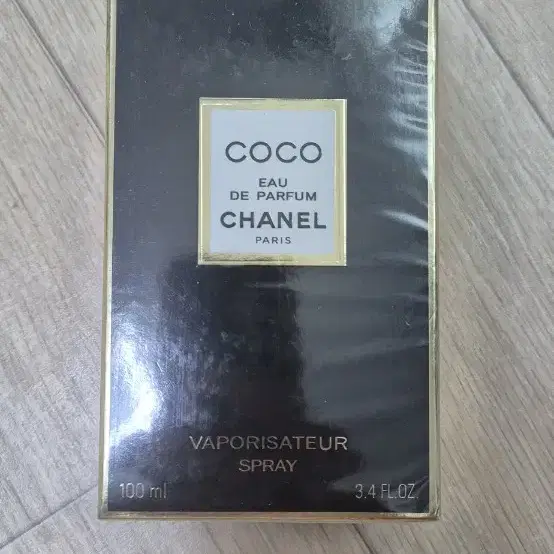 COCO
EAU
DE PARFUM
CHANEL
PARIS
VAPORISATEUR
SPRAY
100 ml 3,4 FL.OZ